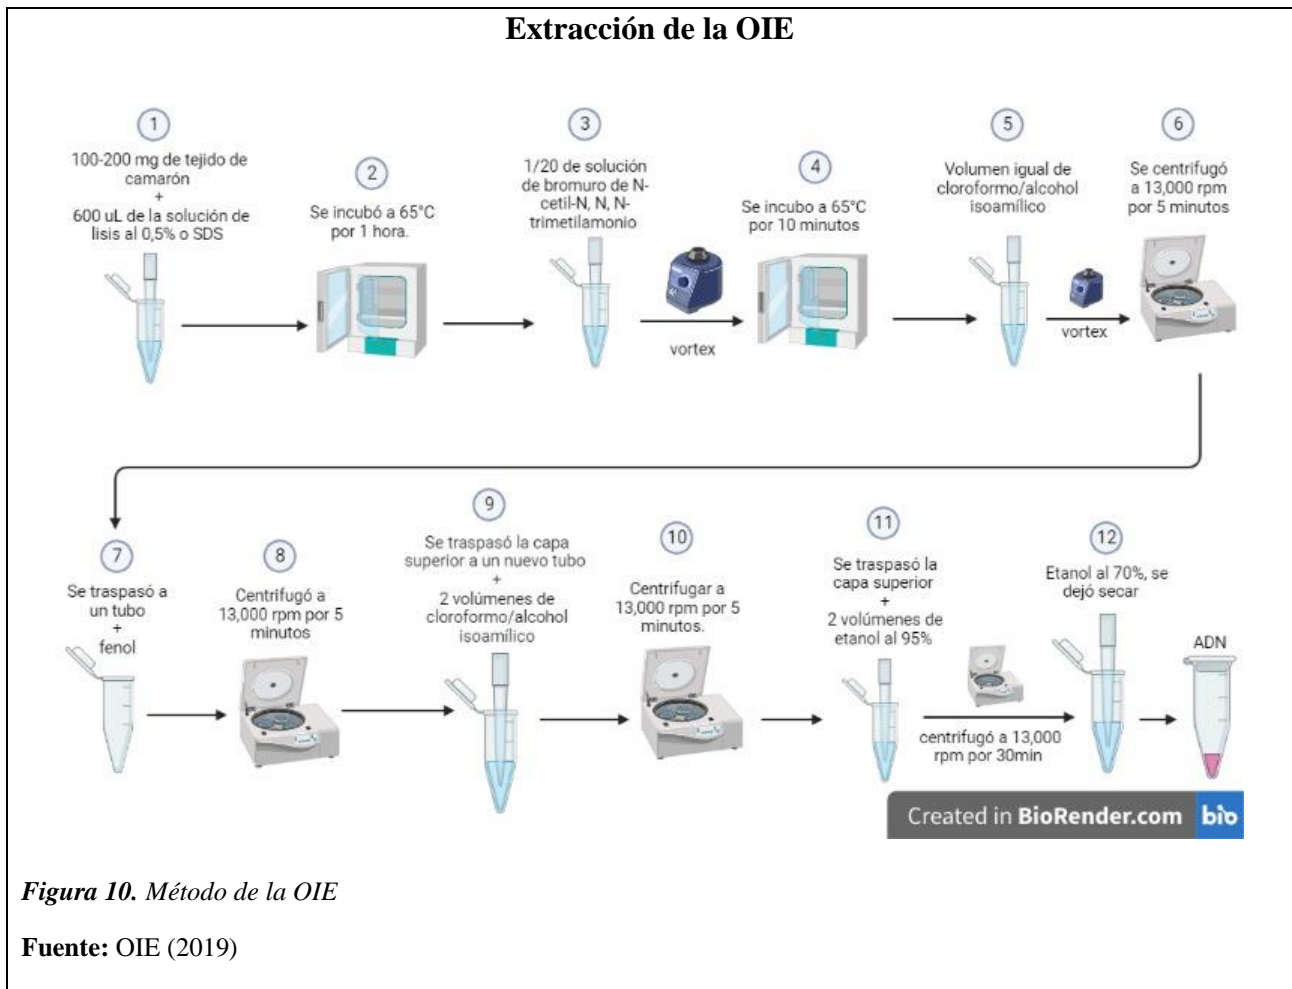 Extracción de la OIE
1
100-200 mg de tejido de
camarón
+
600 uL de la solución de
lisis al 0,5% o SDS
2
Se incubó a 65°C
por 1 hora.
3
1/20 de solución
de bromuro de N-
cetil-N, N, N-
trimetilamonio
vortex
4
Se incubo a 65°C
por 10 minutos
5
Volumen igual de
cloroformo/alcohol
isoamílico
vortex
6
Se centrifugó
a 13,000 rpm
por 5 minutos
7
Se traspasó a
un tubo
+
fenol
8
Centrifugó a
13,000 rpm por 5
minutos
9
Se traspasó la capa
superior a un nuevo tubo
+
2 volúmenes de
cloroformo/alcohol
isoamílico
10
Centrifugar a
13,000 rpm por 5
minutos.
11
Se traspasó la
capa superior
+
2 volúmenes de
etanol al 95%
centrifugó a 13,000
rpm por 30min
12
Etanol al 70%, se
dejó secar
ADN
Created in BioRender.com bio
Figura 10. Método de la OIE
Fuente: OIE (2019)